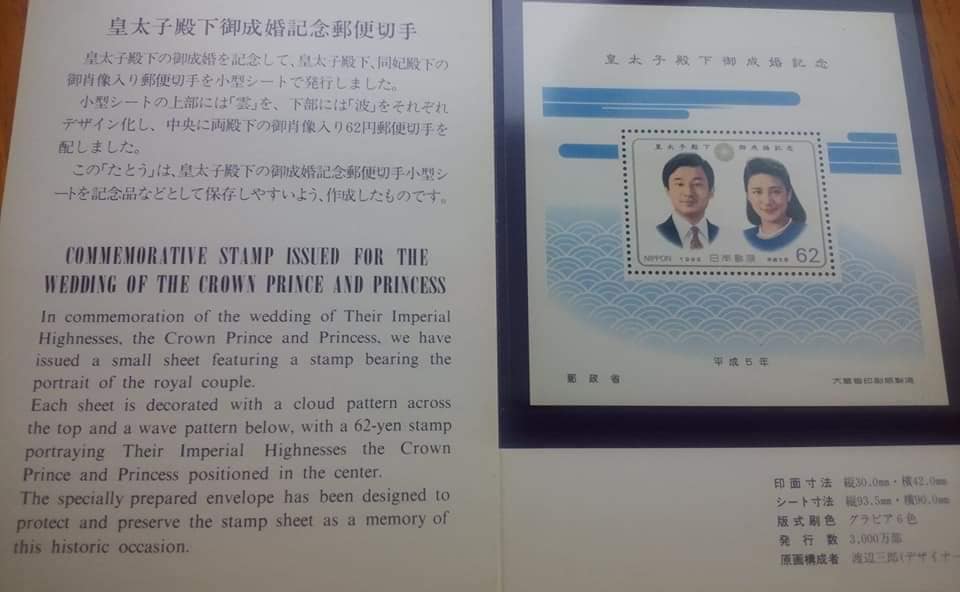 皇太子殿下御成婚記念郵便切手
皇太子殿下の御成婚を記念して、皇太子殿下、同妃殿下の
御肖像入り郵便切手を小型シートで発行しました。
小型シートの上部には「雲」を、下部には「波」をそれぞれ
デザイン化し、中央に両殿下の御肖像入り62円郵便切手を
配しました。
この「たとう」は、皇太子殿下の御成婚記念郵便切手小型シ
ートを記念品などとして保存しやすいよう、作成したものです。
COMMEMORATIVE STAMP ISSUED FOR THE
WEDDING OF THE CROWN PRINCE AND PRINCESS
In commemoration of the wedding of Their Imperial
Highnesses, the Crown Prince and Princess, we have
issued a small sheet featuring a stamp bearing the
portrait of the royal couple.
Each sheet is decorated with a cloud pattern across
the top and a wave pattern below, with a 62-yen stamp
portraying Their Imperial Highnesses the Crown
Prince and Princess positioned in the center.
The specially prepared envelope has been designed to
protect and preserve the stamp sheet as a memory of
this historic occasion.
皇太子殿下御成婚記念
皇太子殿下 御成婚記念
NIPPON 1993 日本郵便 平成5年 62
平成5年
郵政省 大蔵省印刷局製造
印面寸法 縦30.0mm・横42.0mm
シート寸法 縦93.5mm・横90.0mm
版式刷色 グラビア6色
発行数 3,000万部
原画構成者 渡辺三郎(デザイナー